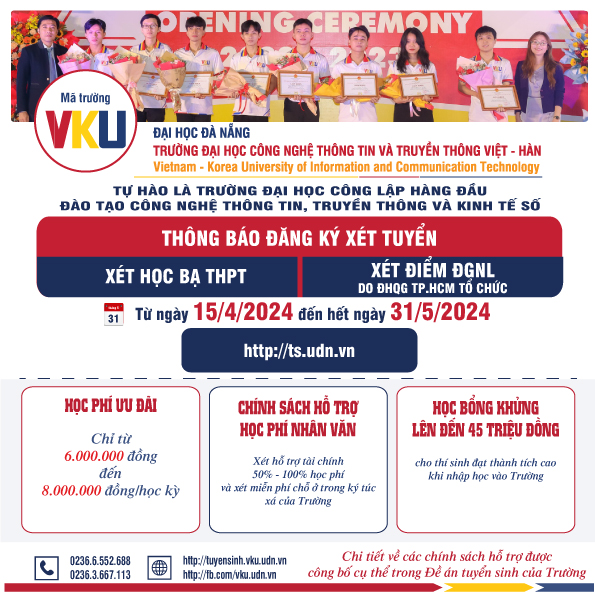 OPENING CEREMONY
Mã trường
VKU
ĐẠI HỌC ĐÀ NẴNG
TRƯỜNG ĐẠI HỌC CÔNG NGHỆ THÔNG TIN VÀ TRUYỀN THÔNG VIỆT - HÀN
Vietnam - Korea University of Information and Communication Technology
TỰ HÀO LÀ TRƯỜNG ĐẠI HỌC CÔNG LẬP HÀNG ĐẦU
ĐÀO TẠO CÔNG NGHỆ THÔNG TIN, TRUYỀN THÔNG VÀ KINH TẾ SỐ
THÔNG BÁO ĐĂNG KÝ XÉT TUYỂN
XÉT HỌC BẠ THPT
XÉT ĐIỂM ĐGNL
DO ĐHQG TP.HCM TỔ CHỨC
31
Từ ngày 15/4/2024 đến hết ngày 31/5/2024
http://ts.udn.vn
HỌC PHÍ ƯU ĐÃI
Chỉ từ
6.000.000 đồng
đến
8.000.000 đồng/học kỳ
CHÍNH SÁCH HỖ TRỢ
HỌC PHÍ NHÂN VĂN
Xét hỗ trợ tài chính
50% - 100% học phí
và xét miễn phí chỗ ở trong ký túc
xá của Trường
HỌC BỔNG KHỦNG
LÊN ĐẾN 45 TRIỆU ĐỒNG
cho thí sinh đạt thành tích cao
khi nhập học vào Trường
0236.6.552.688
0236.3.667.113
http://tuyensinh.vku.udn.vn
http://fb.com/vku.udn.vn
Chi tiết về các chính sách hỗ trợ được
công bố cụ thể trong Đề án tuyển sinh của Trường